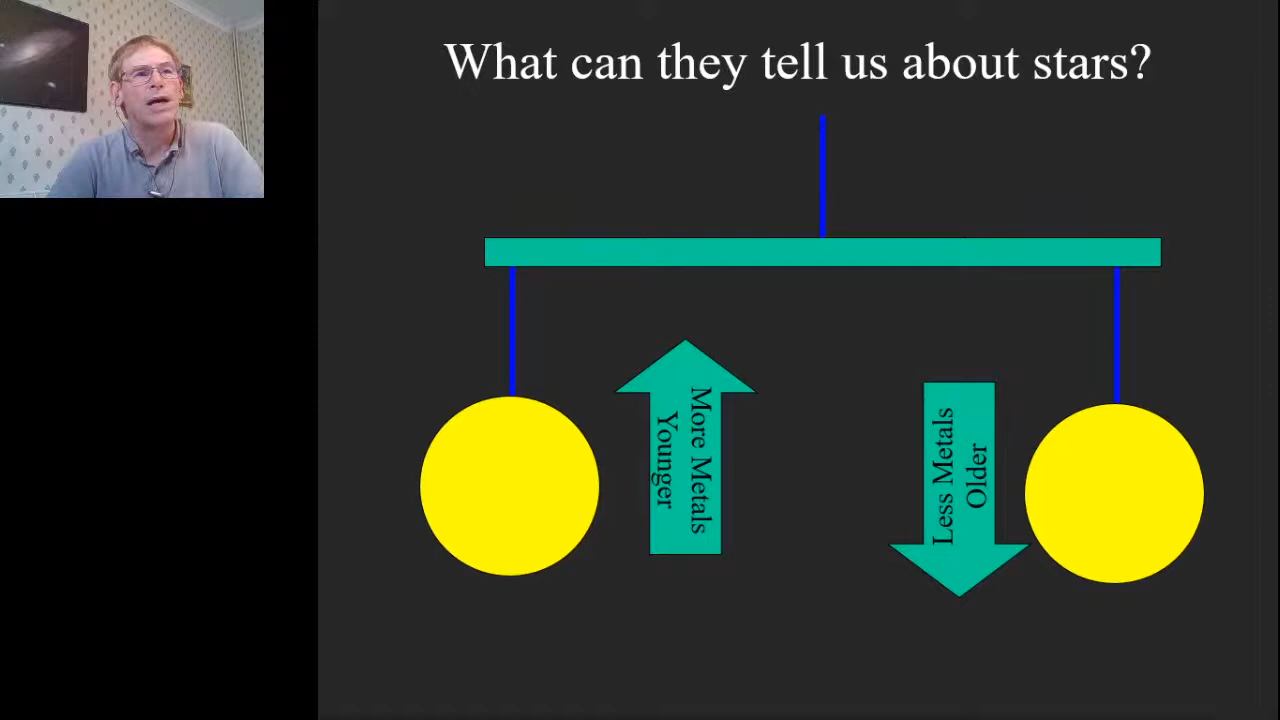 What can they tell us about stars?
More Metals
Younger
Less Metals
Older